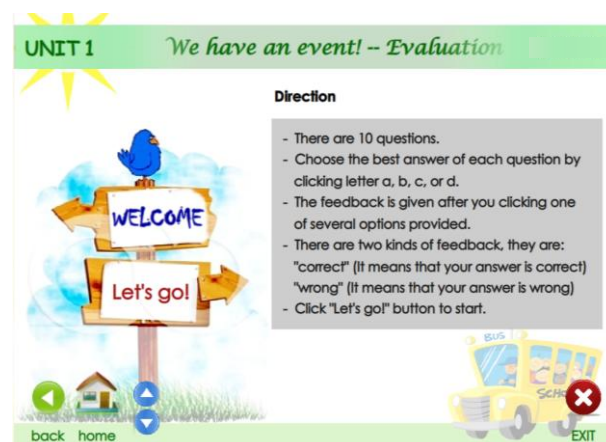 UNIT 1
We have an event! -- Evaluation
Direction
- There are 10 questions.
- Choose the best answer of each question by
clicking letter a, b, c, or d.
- The feedback is given after you clicking one
of several options provided.
- There are two kinds of feedback, they are:
"correct" (It means that your answer is correct)
"wrong" (It means that your answer is wrong)
- Click "Let's go!" button to start.
WELCOME
Let's go!
BUS
back home
EXIT